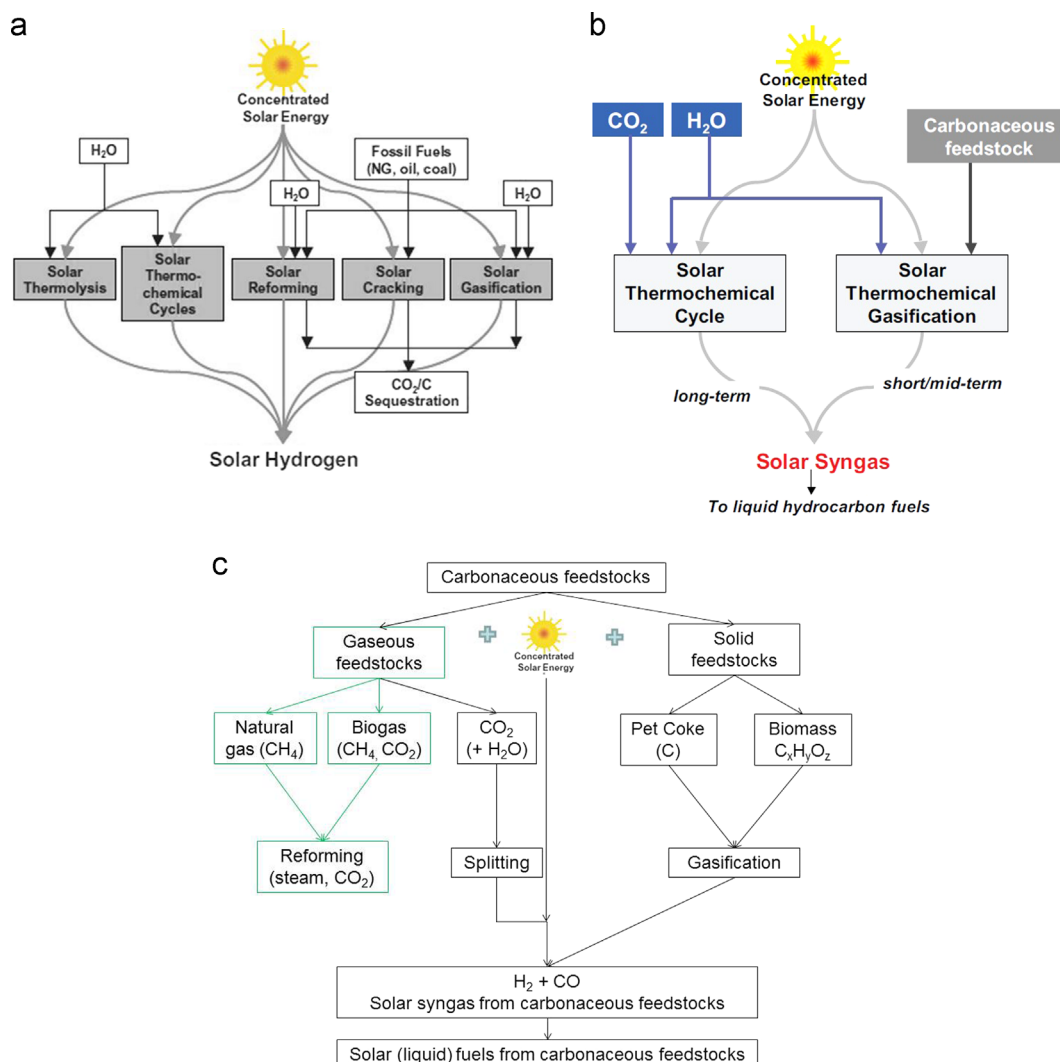 a
Concentrated
Solar Energy
H₂O
Fossil Fuels
(NG, oil, coal)
H₂O
H₂O
Solar
Thermolysis
Solar
Thermo-
chemical
Cycles
Solar
Reforming
Solar
Cracking
Solar
Gasification
CO₂/C
Sequestration
Solar Hydrogen
b
Concentrated
Solar Energy
CO₂
H₂O
Carbonaceous
feedstock
Solar
Thermochemical
Cycle
Solar
Thermochemical
Gasification
long-term
short/mid-term
Solar Syngas
To liquid hydrocarbon fuels
c
Carbonaceous feedstocks
Gaseous
feedstocks
Concentrated
Solar Energy
Solid
feedstocks
Natural
gas (CH₄)
Biogas
(CH₄, CO₂)
CO₂
(+ H₂O)
Pet Coke
(C)
Biomass
CₓHᵧO_z
Reforming
(steam, CO₂)
Splitting
Gasification
H₂ + CO
Solar syngas from carbonaceous feedstocks
Solar (liquid) fuels from carbonaceous feedstocks